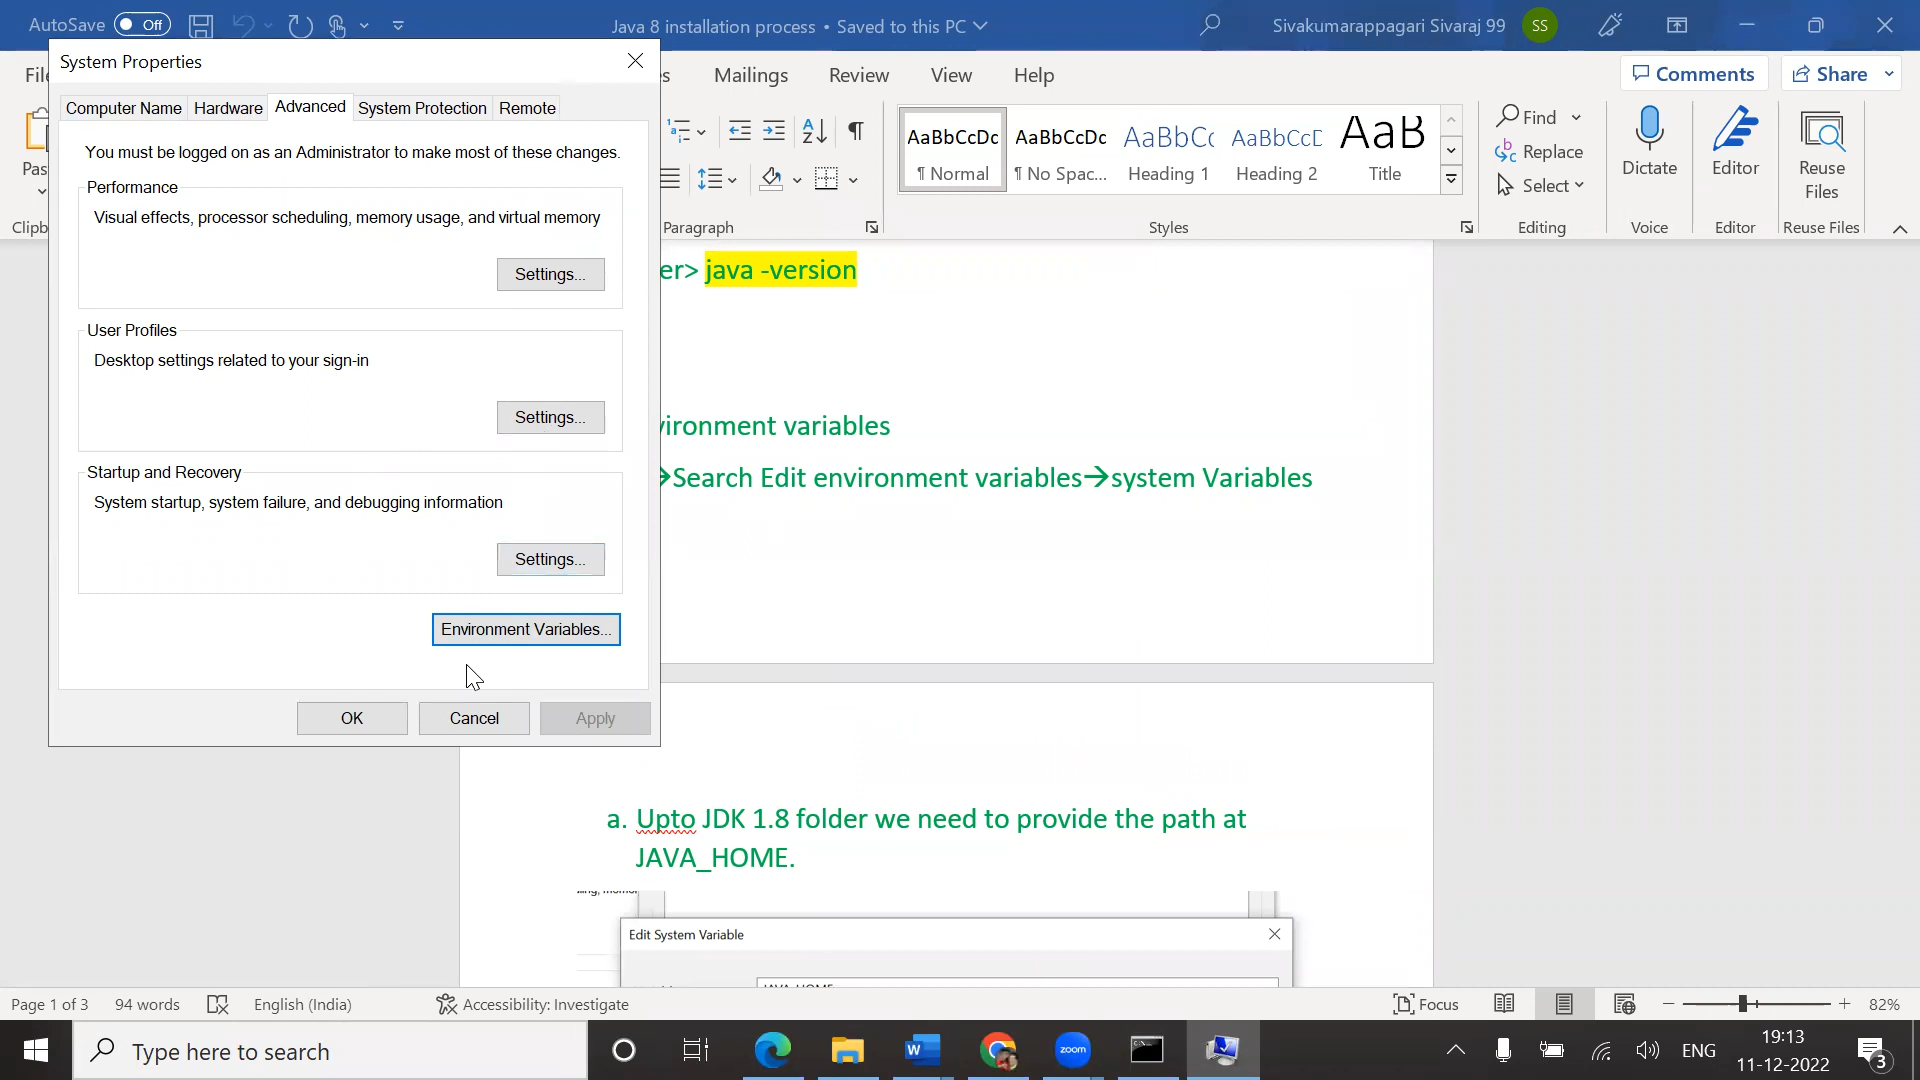 AutoSave Off
Java 8 installation process • Saved to this PC
Sivakumarappagari Sivaraj 99 SS
System Properties
Mailings Review View Help
Comments Share
Computer Name Hardware Advanced System Protection Remote
You must be logged on as an Administrator to make most of these changes.
Performance
Visual effects, processor scheduling, memory usage, and virtual memory
Settings...
User Profiles
Desktop settings related to your sign-in
Settings...
Startup and Recovery
System startup, system failure, and debugging information
Settings...
Environment Variables...
OK Cancel Apply
AaBbCcDc AaBbCcDc AaBbC AaBbCcD AaB
¶ Normal ¶ No Spac... Heading 1 Heading 2 Title
Find
Replace
Select
Dictate Editor Reuse Files
Paragraph Styles Editing Voice Editor Reuse Files
er> java -version
vironment variables
→Search Edit environment variables→system Variables
a. Upto JDK 1.8 folder we need to provide the path at
JAVA_HOME.
Edit System Variable
JAVA_HOME
Page 1 of 3 94 words English (India) Accessibility: Investigate Focus 82%
Type here to search
W zoom
ENG
19:13
11-12-2022
3